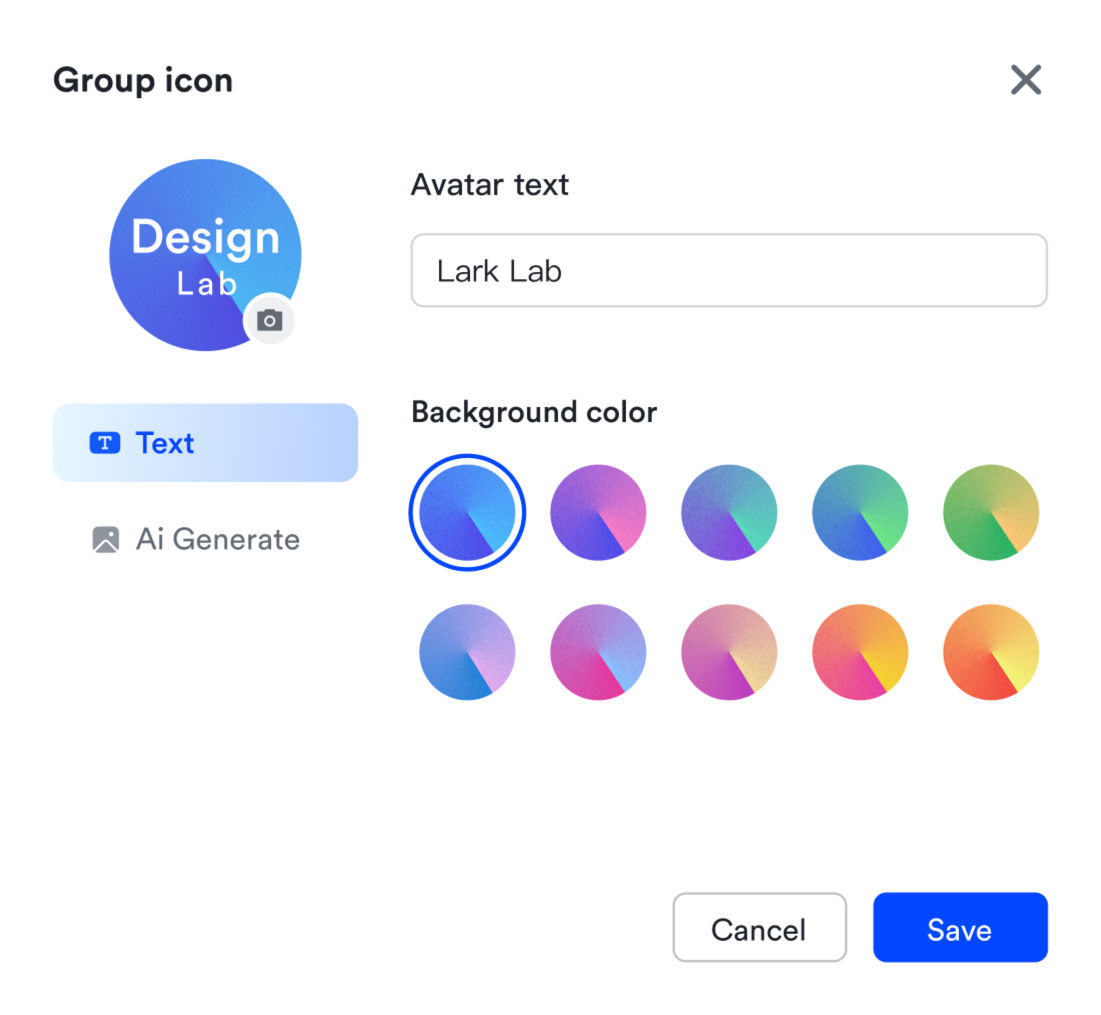 Group icon
Design
Lab
Avatar text
Lark Lab
T Text
Ai Generate
Background color
Cancel
Save